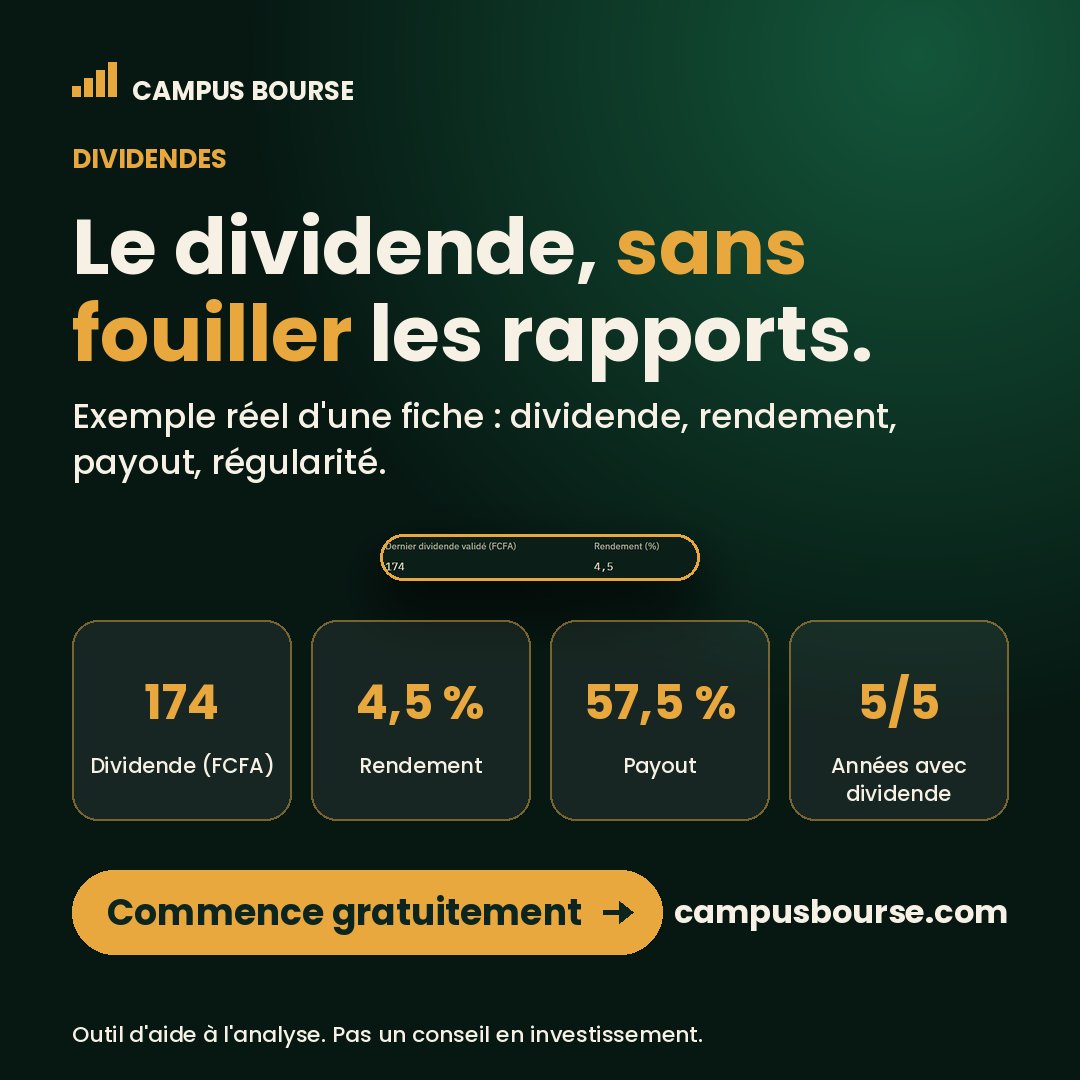 CAMPUS BOURSE
DIVIDENDES
Le dividende, sans
fouiller les rapports.
Exemple réel d'une fiche : dividende, rendement,
payout, régularité.
Dernier dividende validé (FCFA) Rendement (%)
174 4,5
174 4,5 % 57,5 % 5/5
Dividende (FCFA) Rendement Payout Années avec
dividende
Commence gratuitement → campusbourse.com
Outil d'aide à l'analyse. Pas un conseil en investissement.